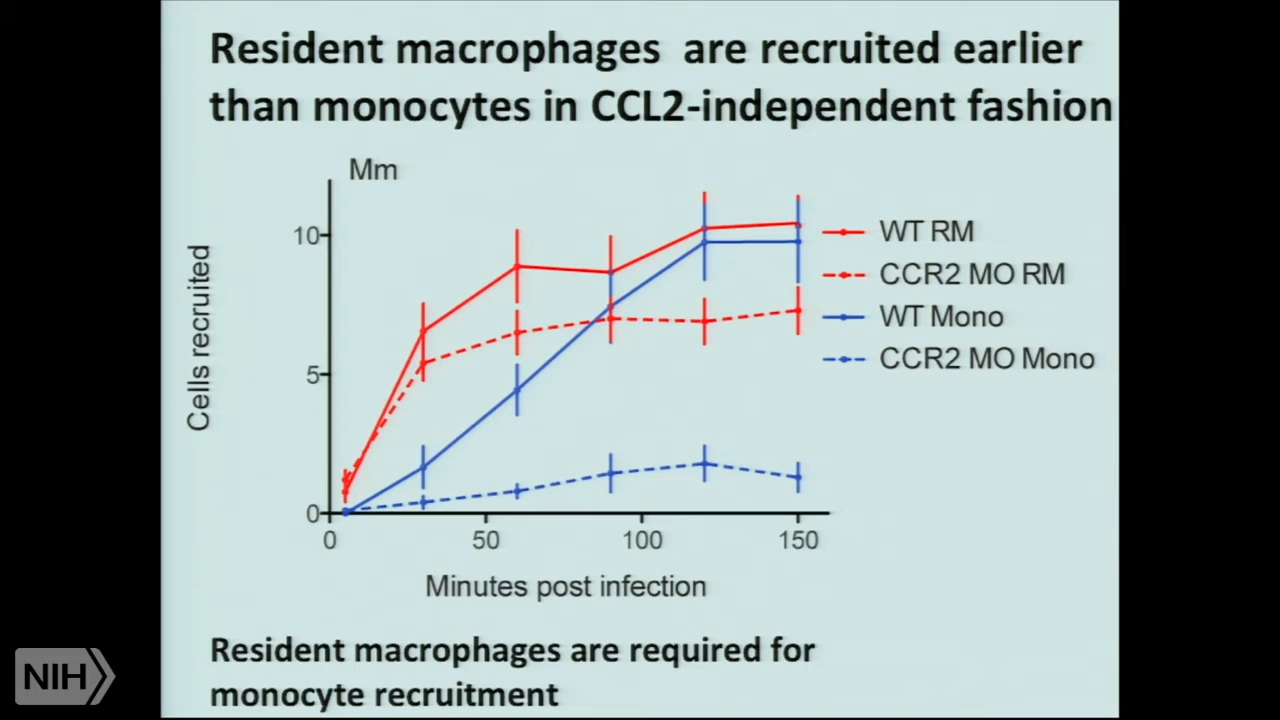 Resident macrophages are recruited earlier
than monocytes in CCL2-independent fashion
Mm
10
5
0
Cells recruited
0 50 100 150
Minutes post infection
WT RM
CCR2 MO RM
WT Mono
CCR2 MO Mono
Resident macrophages are required for
monocyte recruitment
NIH